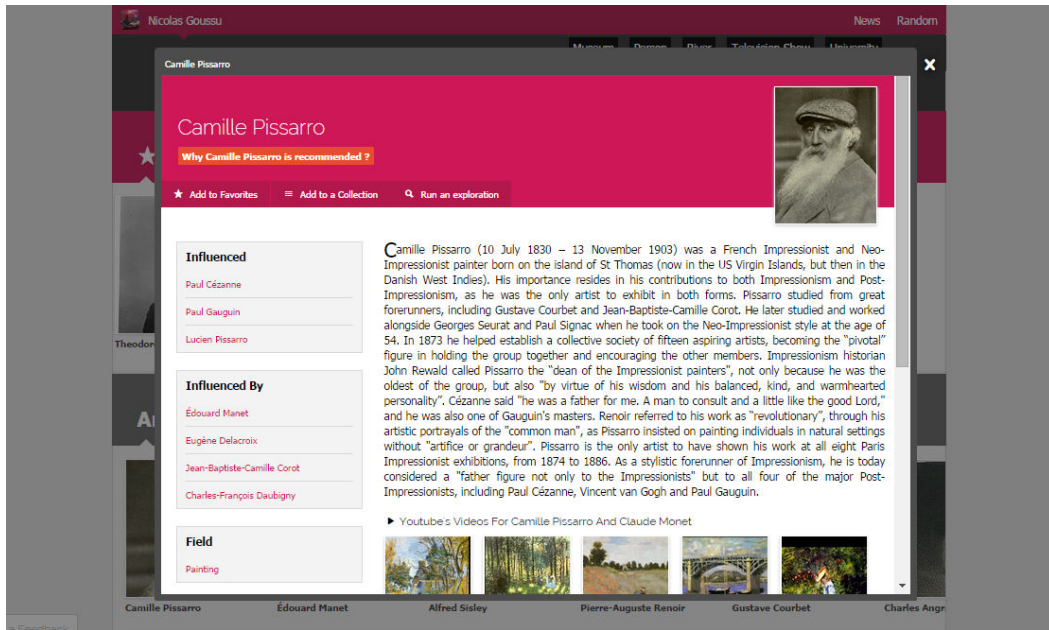 Nicolas Goussu
News Random
Museum Person River Television Show University
Camille Pissarro
Camille Pissarro
Why Camille Pissarro is recommended ?
Add to Favorites
Add to a Collection
Run an exploration
Influenced
Paul Cézanne
Paul Gauguin
Lucien Pissarro
Influenced By
Édouard Manet
Eugène Delacroix
Jean-Baptiste-Camille Corot
Charles-François Daubigny
Field
Painting
Camille Pissarro (10 July 1830 – 13 November 1903) was a French Impressionist and Neo-
Impressionist painter born on the island of St Thomas (now in the US Virgin Islands, but then in the
Danish West Indies). His importance resides in his contributions to both Impressionism and Post-
Impressionism, as he was the only artist to exhibit in both forms. Pissarro studied from great
forerunners, including Gustave Courbet and Jean-Baptiste-Camille Corot. He later studied and worked
alongside Georges Seurat and Paul Signac when he took on the Neo-Impressionist style at the age of
54. In 1873 he helped establish a collective society of fifteen aspiring artists, becoming the "pivotal"
figure in holding the group together and encouraging the other members. Impressionism historian
John Rewald called Pissarro the "dean of the Impressionist painters", not only because he was the
oldest of the group, but also "by virtue of his wisdom and his balanced, kind, and warmhearted
personality". Cézanne said "he was a father for me. A man to consult and a little like the good Lord,"
and he was also one of Gauguin's masters. Renoir referred to his work as "revolutionary", through his
artistic portrayals of the "common man", as Pissarro insisted on painting individuals in natural settings
without "artifice or grandeur". Pissarro is the only artist to have shown his work at all eight Paris
Impressionist exhibitions, from 1874 to 1886. As a stylistic forerunner of Impressionism, he is today
considered a "father figure not only to the Impressionists" but to all four of the major Post-
Impressionists, including Paul Cézanne, Vincent van Gogh and Paul Gauguin.
Youtube's Videos For Camille Pissarro And Claude Monet
Theodor
Ar
Camille Pissarro
Édouard Manet
Alfred Sisley
Pierre-Auguste Renoir
Gustave Courbet
Charles Angr